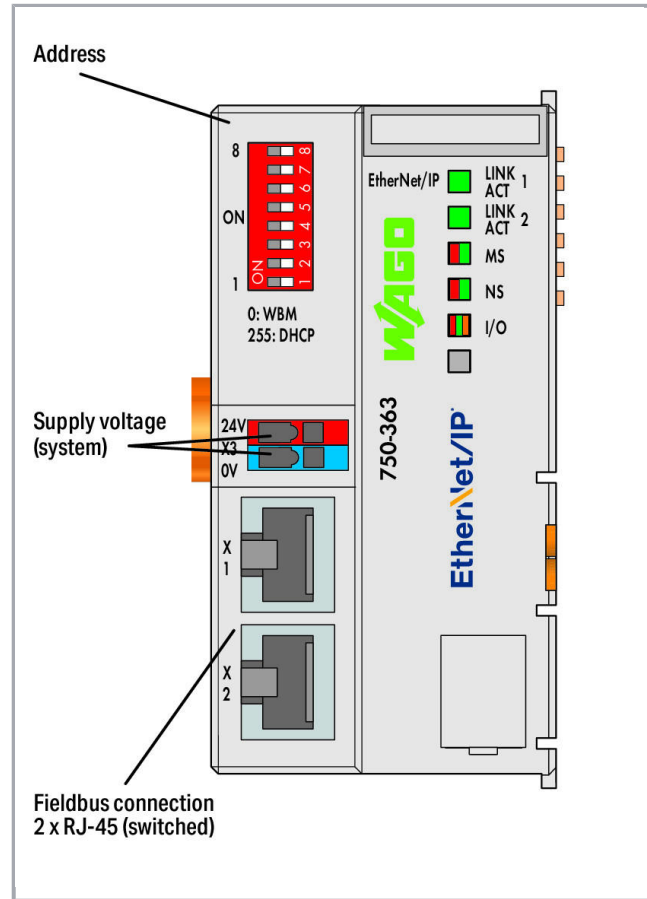 Address
8
ON
1
8
7
6
5
4
3
2
1
ON
0: WBM
255: DHCP
EtherNet/IP
LINK 1
ACT
LINK 2
ACT
MS
NS
I/O
WAGO
750-363
EtherNet/IP
Supply voltage
(system)
24V
X3
0V
X
1
X
2
Fieldbus connection
2 x RJ-45 (switched)